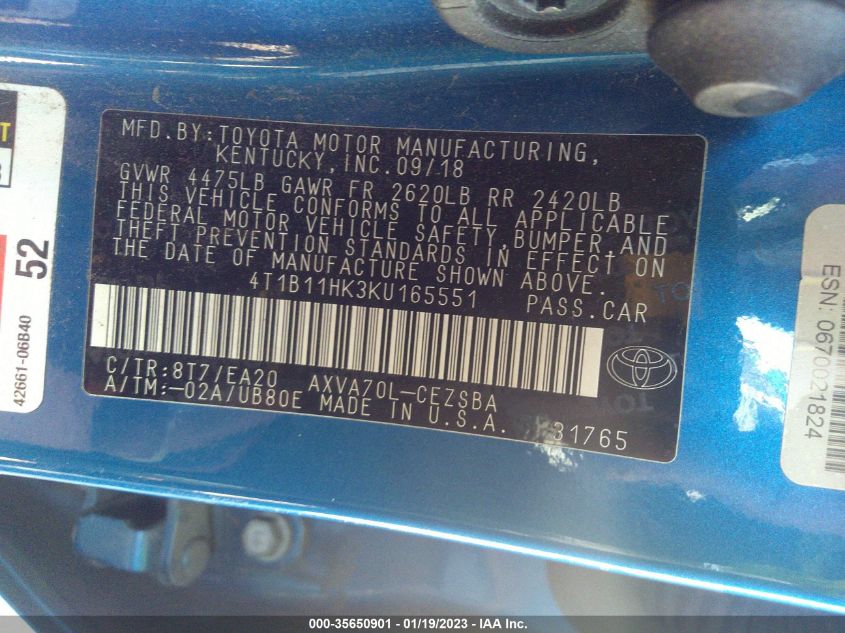 MFD.BY:TOYOTA MOTOR MANUFACTURING,
KENTUCKY,INC.09/18
GVWR 4475LB GAWR FR 2620LB RR 2420LB
THIS VEHICLE CONFORMS TO ALL APPLICABLE
FEDERAL MOTOR VEHICLE SAFETY,BUMPER,AND
THEFT PREVENTION STANDARDS IN EFFECT ON
THE DATE OF MANUFACTURE SHOWN ABOVE.
4T1B11HK3KU165551 PASS.CAR
C/TR:8T7/EA20 AXVA70L-CEZSBA
A/TM:-02A/UB80E MADE IN U.S.A. 31765
52
42661-06B40
ESN: 0670021824
000-35650901 - 01/19/2023 - IAA Inc.